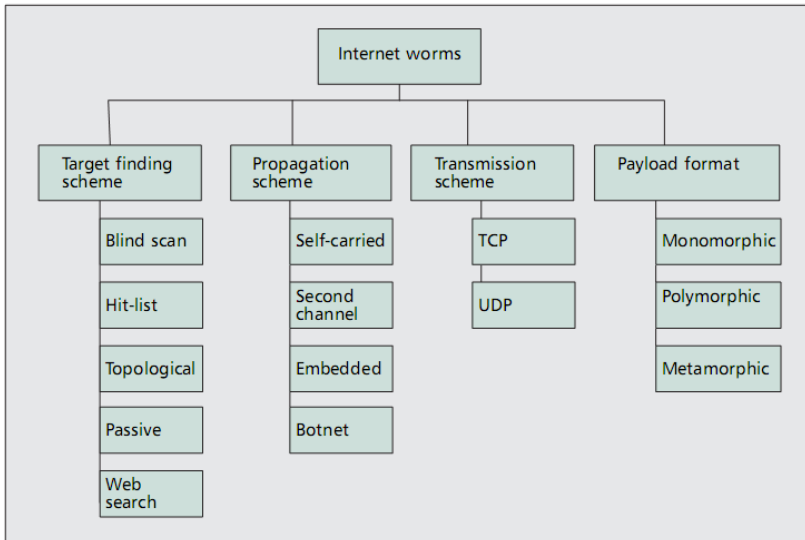 Internet worms
Target finding
scheme
Propagation
scheme
Transmission
scheme
Payload format
Blind scan
Hit-list
Topological
Passive
Web
search
Self-carried
Second
channel
Embedded
Botnet
TCP
UDP
Monomorphic
Polymorphic
Metamorphic